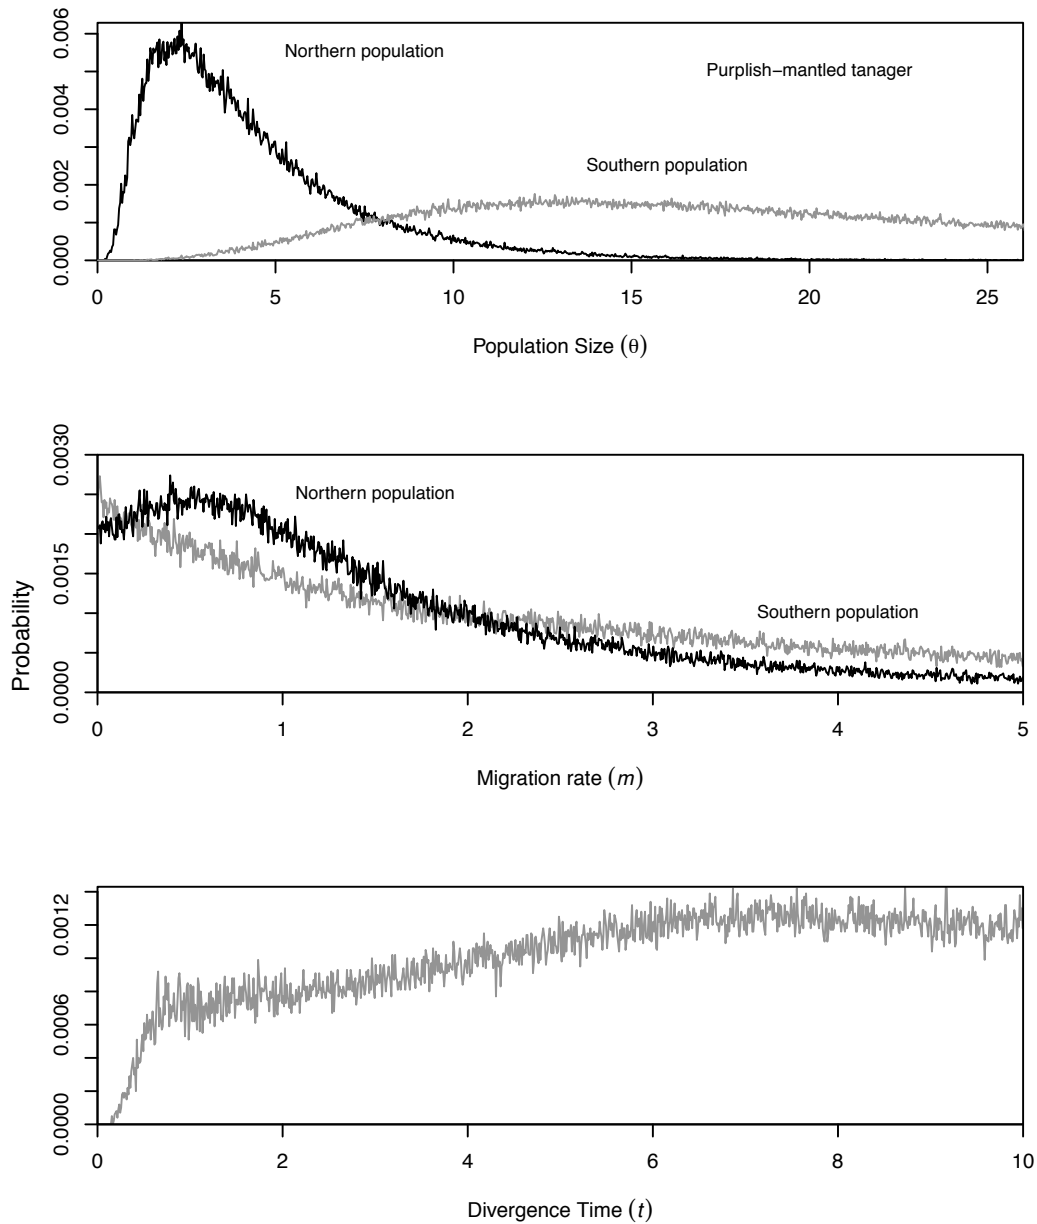 0.006
0.004
0.002
0.000
Northern population
Purplish−mantled tanager
Southern population
0 5 10 15 20 25
Population Size (θ)
0.0030
0.0015
0.0000
Northern population
Southern population
Probability
0 1 2 3 4 5
Migration rate (m)
0.0012
0.0006
0.0000
0 2 4 6 8 10
Divergence Time (t)